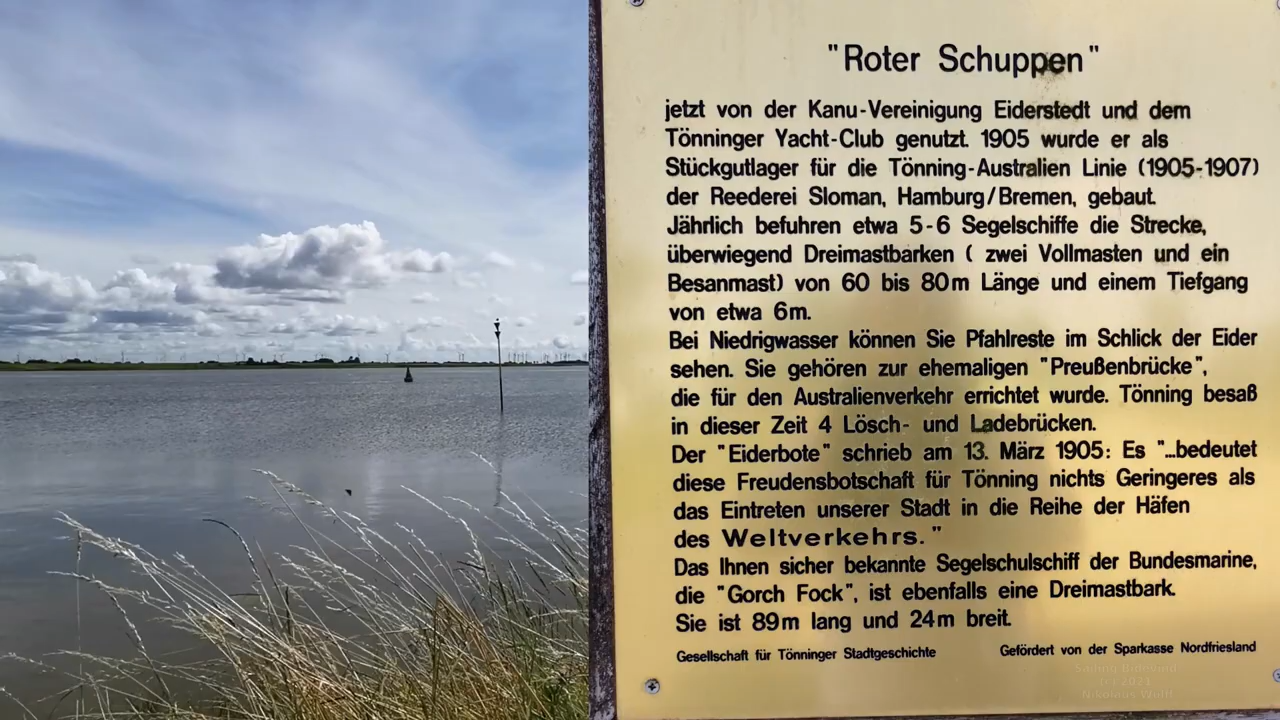 "Roter Schuppen"
jetzt von der Kanu-Vereinigung Eiderstedt und dem
Tönninger Yacht-Club genutzt. 1905 wurde er als
Stückgutlager für die Tönning-Australien Linie (1905-1907)
der Reederei Sloman, Hamburg/Bremen, gebaut.
Jährlich befuhren etwa 5-6 Segelschiffe die Strecke,
überwiegend Dreimastbarken ( zwei Vollmasten und ein
Besanmast) von 60 bis 80m Länge und einem Tiefgang
von etwa 6m.
Bei Niedrigwasser können Sie Pfahlreste im Schlick der Eider
sehen. Sie gehören zur ehemaligen "Preußenbrücke",
die für den Australienverkehr errichtet wurde. Tönning besaß
in dieser Zeit 4 Lösch- und Ladebrücken.
Der "Eiderbote" schrieb am 13. März 1905: Es "...bedeutet
diese Freudensbotschaft für Tönning nichts Geringeres als
das Eintreten unserer Stadt in die Reihe der Häfen
des Weltverkehrs."
Das Ihnen sicher bekannte Segelschulschiff der Bundesmarine,
die "Gorch Fock", ist ebenfalls eine Dreimastbark.
Sie ist 89m lang und 24m breit.
Gesellschaft für Tönninger Stadtgeschichte
Gefördert von der Sparkasse Nordfriesland
Sailing
(c) 2021
Nikolaus Wulff